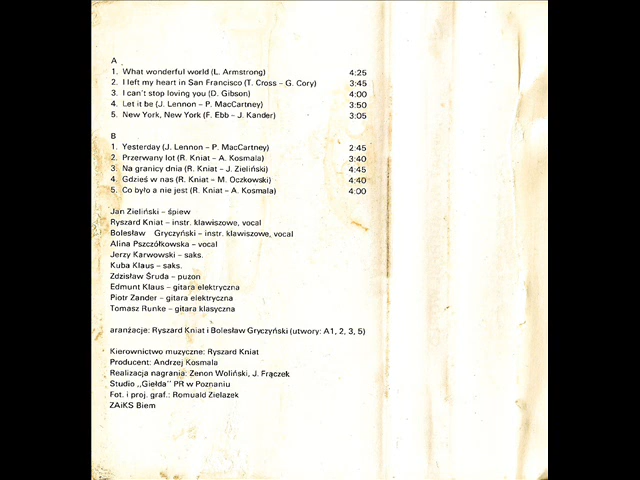 A
1. What wonderful world (L. Armstrong) 4:25
2. I left my heart in San Francisco (T. Cross – G. Cory) 3:45
3. I can't stop loving you (D. Gibson) 4:00
4. Let it be (J. Lennon – P. MacCartney) 3:50
5. New York, New York (F. Ebb – J. Kander) 3:05
B
1. Yesterday (J. Lennon – P. MacCartney) 2:45
2. Przerwany lot (R. Kniat – A. Kosmala) 3:40
3. Na granicy dnia (R. Kniat – J. Zieliński) 4:45
4. Gdzieś w nas (R. Kniat – M. Oczkowski) 4:40
5. Co było a nie jest (R. Kniat – A. Kosmala) 4:00
Jan Zieliński – śpiew
Ryszard Kniat – instr. klawiszowe, vocal
Bolesław Gryczyński – instr. klawiszowe, vocal
Alina Pszczółkowska – vocal
Jerzy Karwowski – saks.
Kuba Klaus – saks.
Zdzisław Śruda – puzon
Edmunt Klaus – gitara elektryczna
Piotr Zander – gitara elektryczna
Tomasz Runke – gitara klasyczna
aranżacje: Ryszard Kniat i Bolesław Gryczyński (utwory: A1, 2, 3, 5)
Kierownictwo muzyczne: Ryszard Kniat
Producent: Andrzej Kosmala
Realizacja nagrania: Zenon Woliński, J. Frączek
Studio ,,Giełda" PR w Poznaniu
Fot. i proj. graf.: Romuald Zielazek
ZAiKS Biem